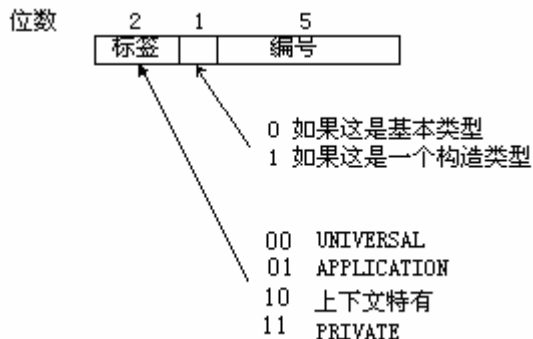 位数 2 1 5
标签 编号
0 如果这是基本类型
1 如果这是一个构造类型
00 UNIVERSAL
01 APPLICATION
10 上下文特有
11 PRIVATE